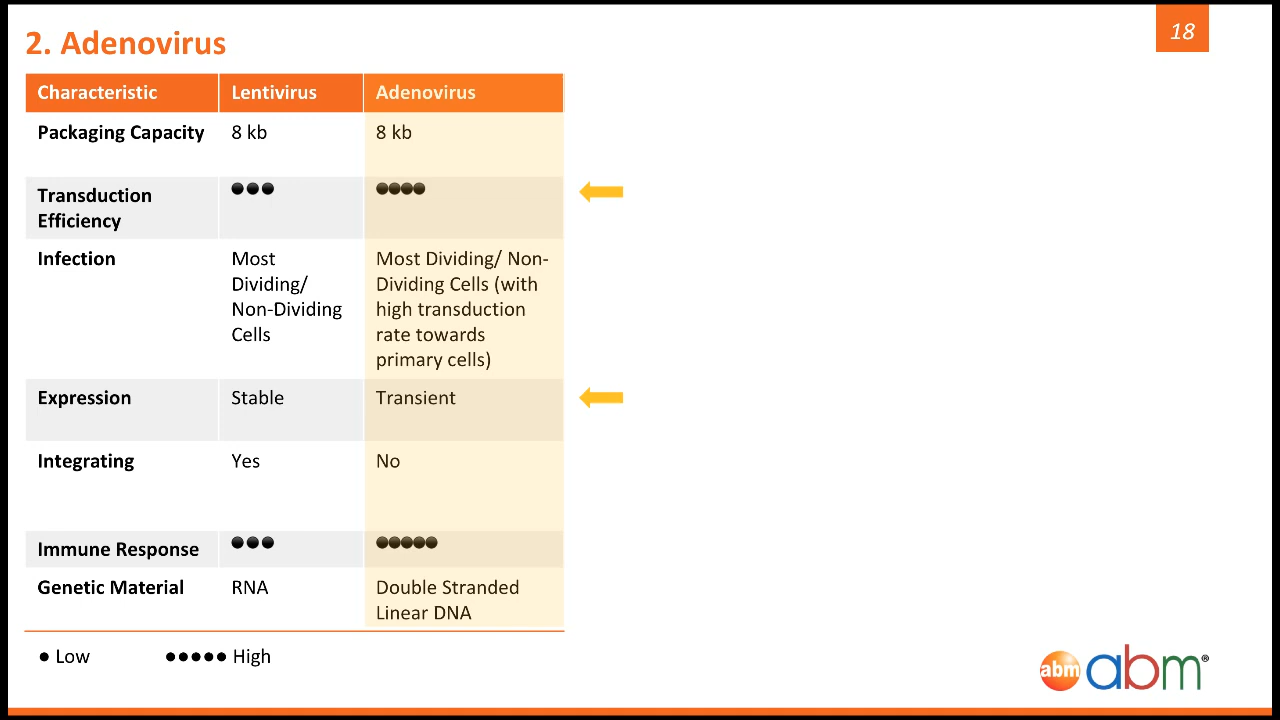 2. Adenovirus
18
Characteristic Lentivirus Adenovirus
Packaging Capacity 8 kb 8 kb
Transduction Efficiency ●●● ●●●●
Infection
Most
Dividing/
Non-Dividing
Cells
Most Dividing/ Non-
Dividing Cells (with
high transduction
rate towards
primary cells)
Expression Stable Transient
Integrating Yes No
Immune Response ●●● ●●●●●
Genetic Material RNA Double Stranded
Linear DNA
● Low ●●●●● High
abm abm®